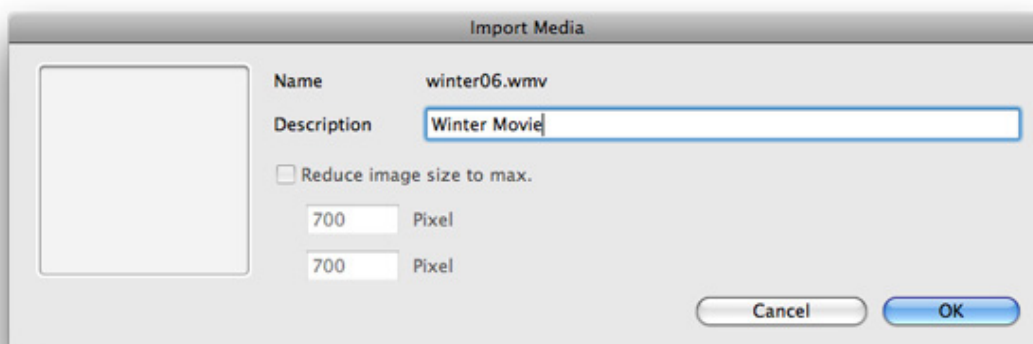 Import Media
Name winter06.wmv
Description Winter Movie
Reduce image size to max.
700 Pixel
700 Pixel
Cancel OK